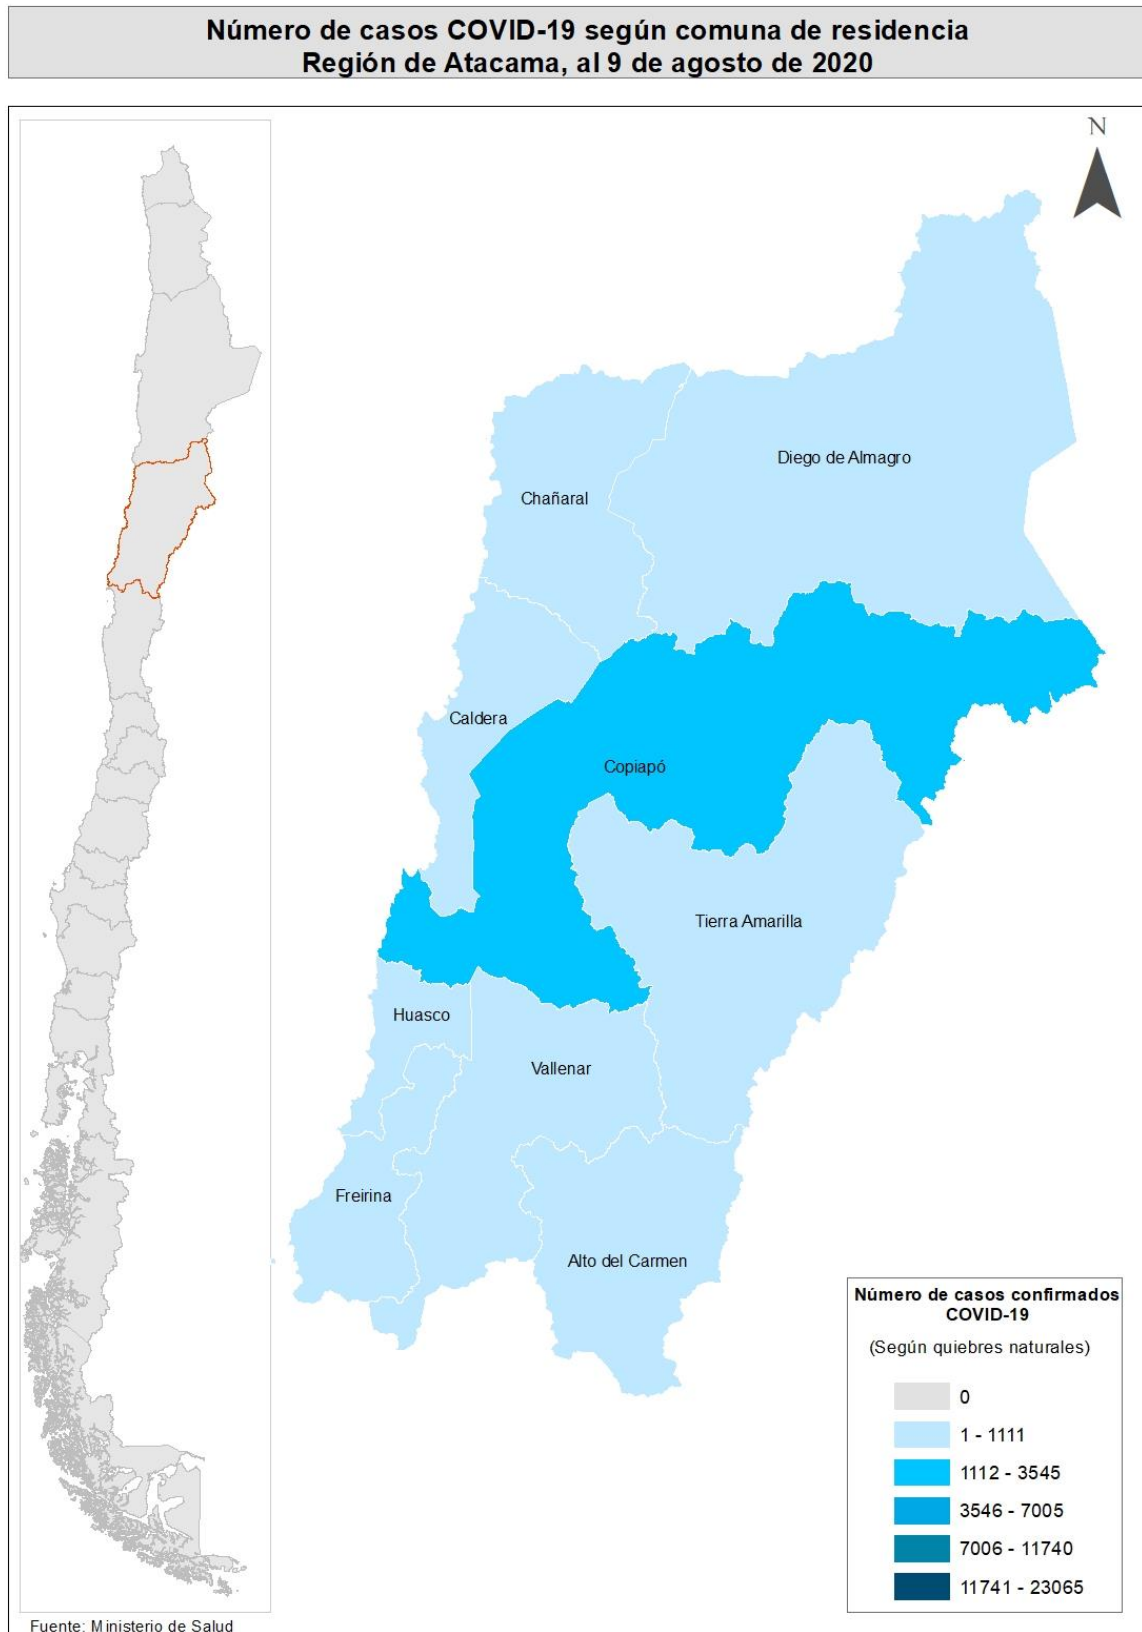 Número de casos COVID-19 según comuna de residencia
Región de Atacama, al 9 de agosto de 2020
N
Diego de Almagro
Chañaral
Caldera
Copiapó
Tierra Amarilla
Huasco
Vallenar
Freirina
Alto del Carmen
Número de casos confirmados
COVID-19
(Según quiebres naturales)
0
1 - 1111
1112 - 3545
3546 - 7005
7006 - 11740
11741 - 23065
Fuente: Ministerio de Salud